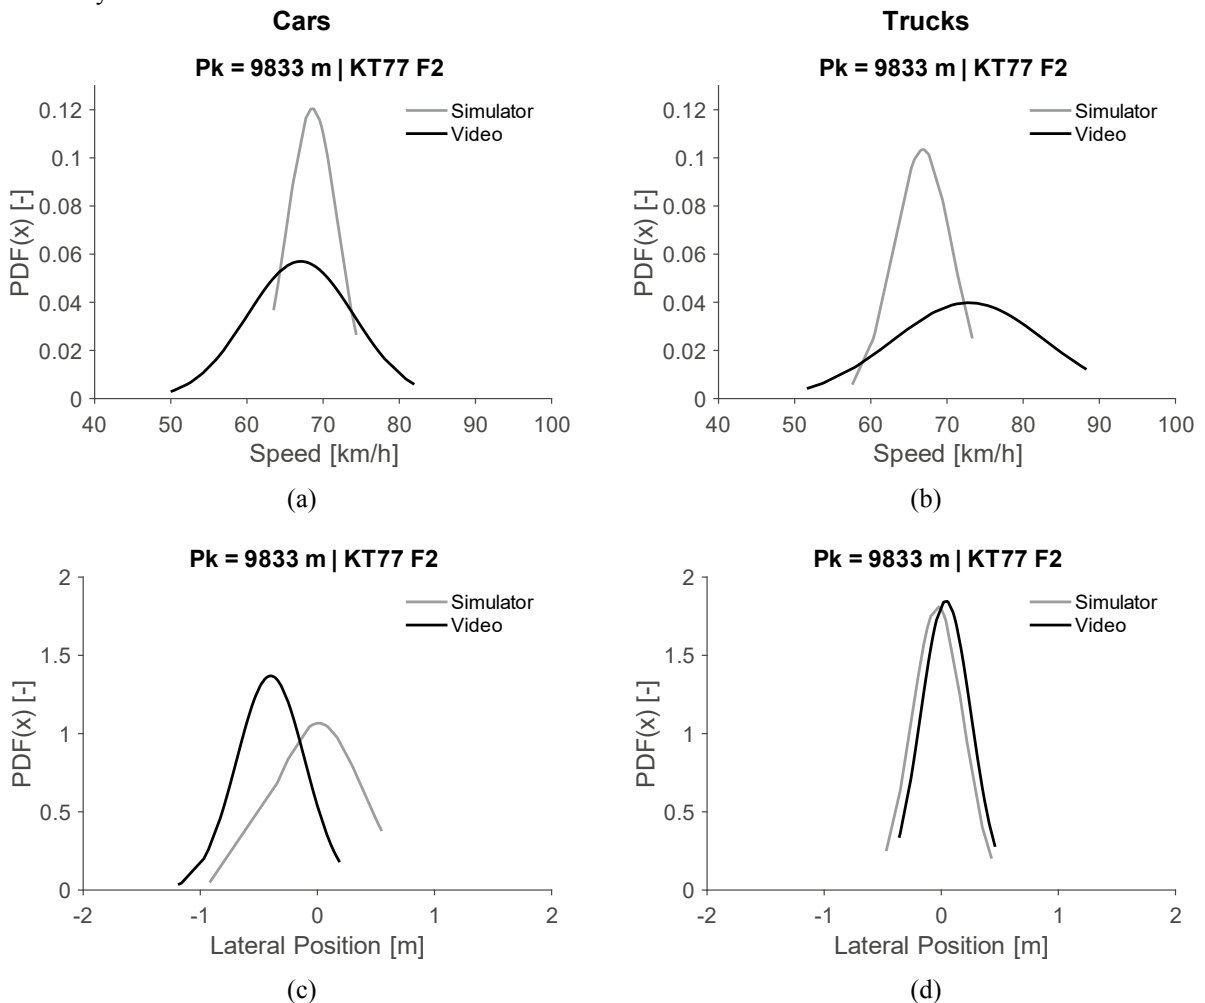 Cars
Trucks
Pk = 9833 m | KT77 F2
Simulator
Video
PDF(x) [-]
0.12
0.1
0.08
0.06
0.04
0.02
0
40 50 60 70 80 90 100
Speed [km/h]
(a)
Pk = 9833 m | KT77 F2
Simulator
Video
PDF(x) [-]
0.12
0.1
0.08
0.06
0.04
0.02
0
40 50 60 70 80 90 100
Speed [km/h]
(b)
Pk = 9833 m | KT77 F2
Simulator
Video
PDF(x) [-]
2
1.5
1
0.5
0
-2 -1 0 1 2
Lateral Position [m]
(c)
Pk = 9833 m | KT77 F2
Simulator
Video
PDF(x) [-]
2
1.5
1
0.5
0
-2 -1 0 1 2
Lateral Position [m]
(d)